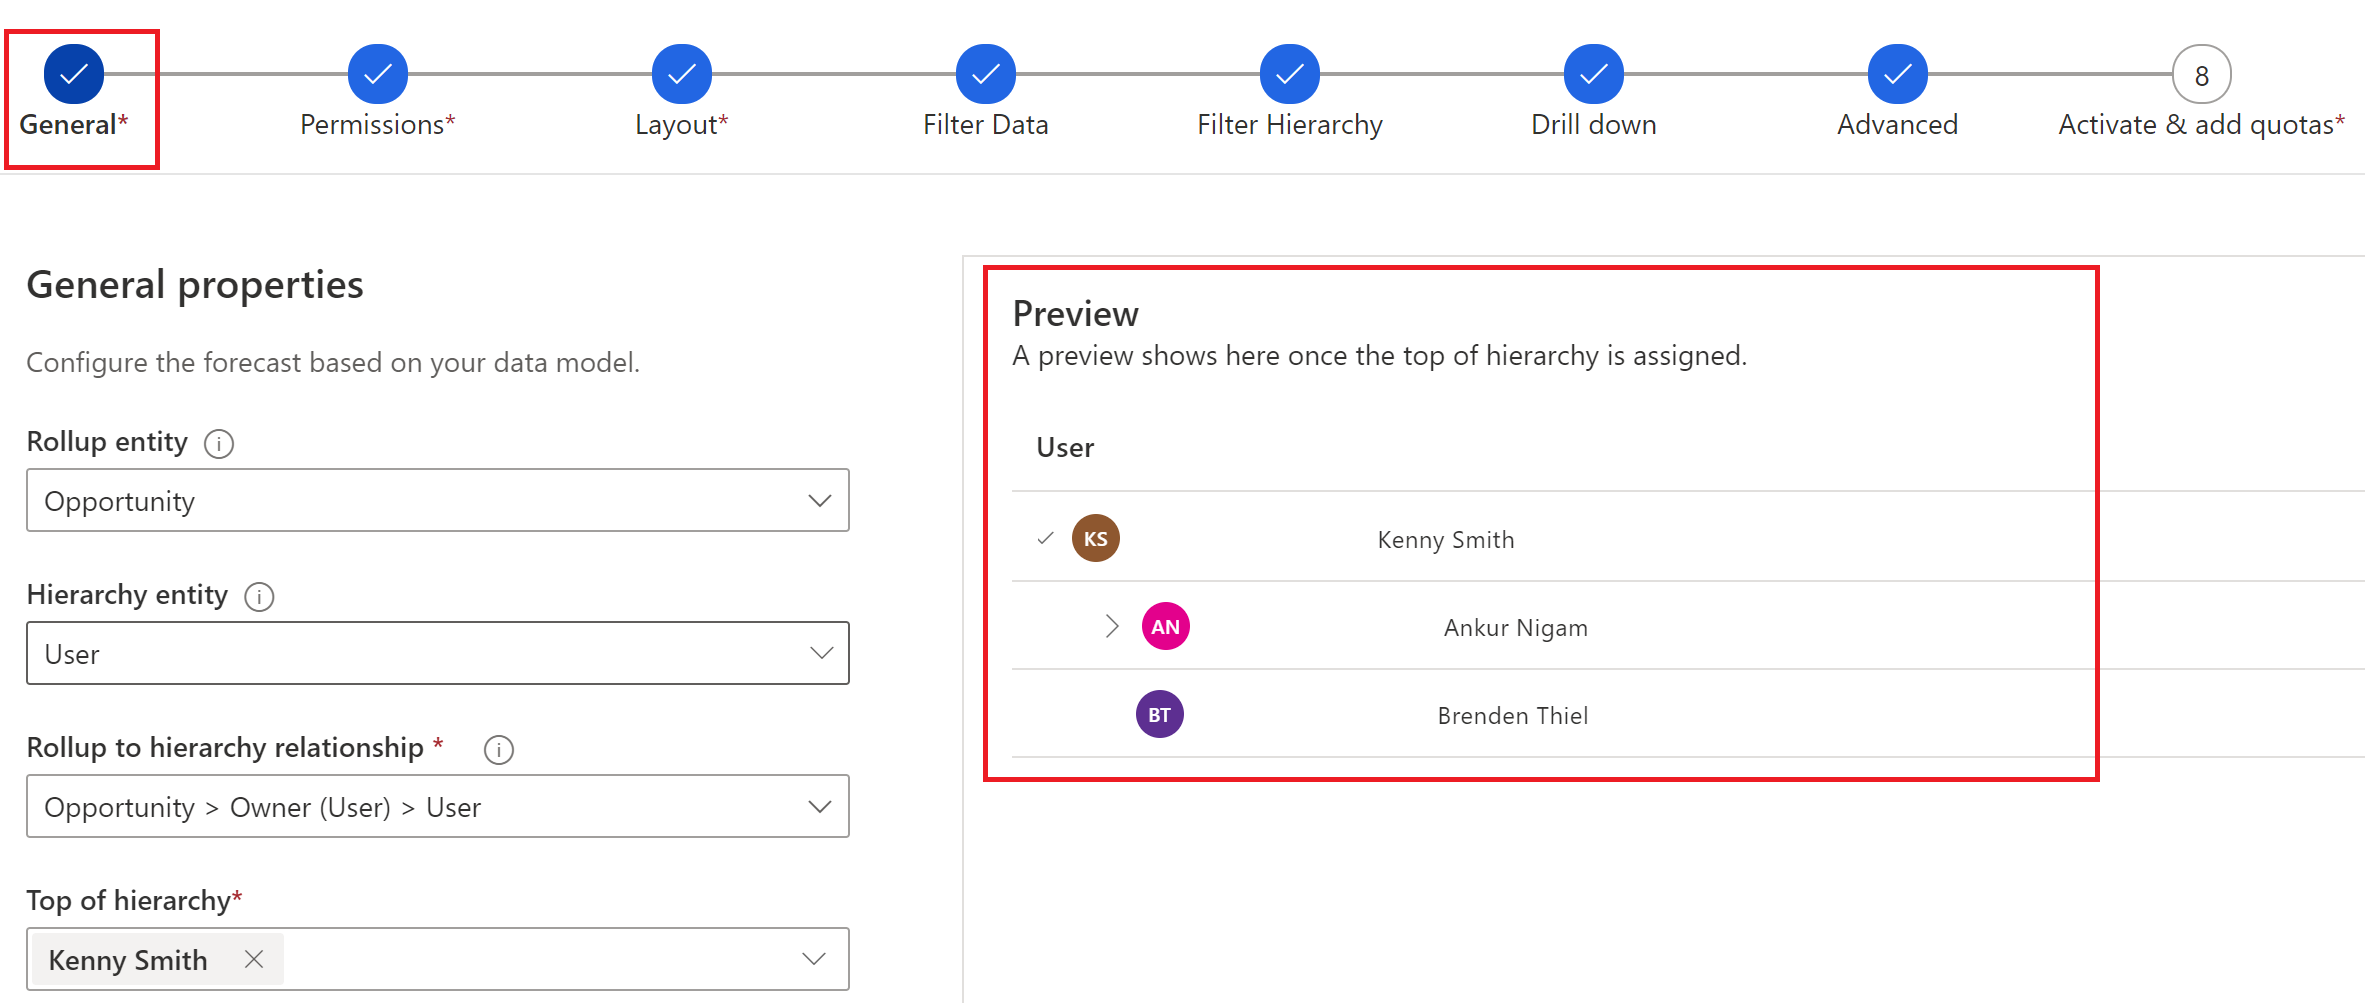 General*
Permissions*
Layout*
Filter Data
Filter Hierarchy
Drill down
Advanced
8
Activate & add quotas*
General properties
Configure the forecast based on your data model.
Rollup entity
Opportunity
Hierarchy entity
User
Rollup to hierarchy relationship *
Opportunity > Owner (User) > User
Top of hierarchy*
Kenny Smith
Preview
A preview shows here once the top of hierarchy is assigned.
User
KS Kenny Smith
AN Ankur Nigam
BT Brenden Thiel